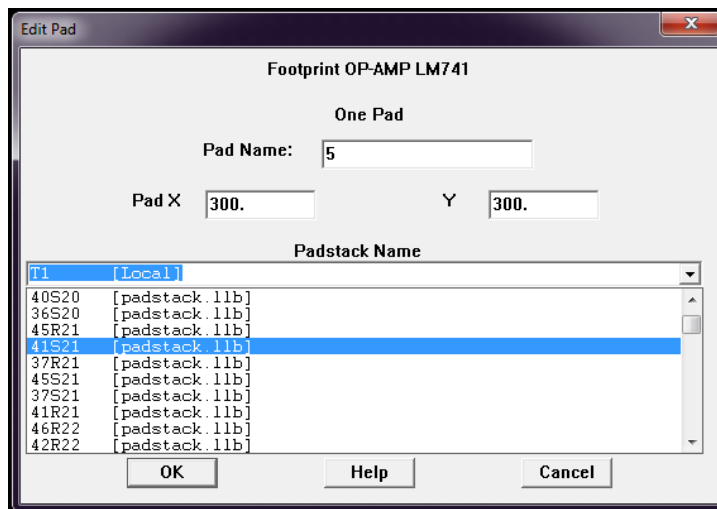 Edit Pad
X
Footprint OP-AMP LM741
One Pad
Pad Name: 5
Pad X 300. Y 300.
Padstack Name
T1 [Local]
40S20 [padstack.llb]
36S20 [padstack.llb]
45R21 [padstack.llb]
41S21 [padstack.llb]
37R21 [padstack.llb]
45S21 [padstack.llb]
37S21 [padstack.llb]
41R21 [padstack.llb]
46R22 [padstack.llb]
42R22 [padstack.llb]
OK Help Cancel